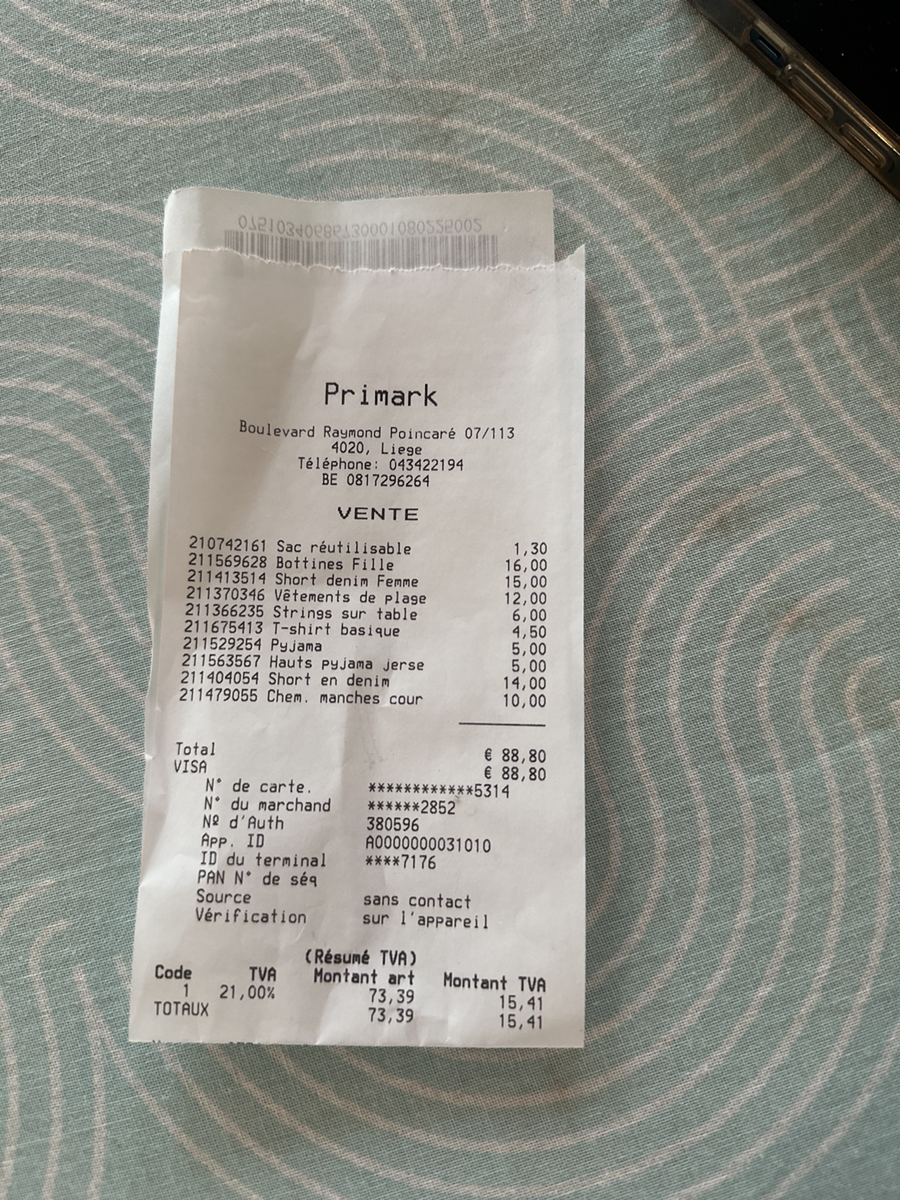 07510340686730001080225002
Primark
Boulevard Raymond Poincaré 07/113
4020, Liege
Téléphone: 043422194
BE 0817296264
VENTE
210742161 Sac réutilisable 1,30
211569628 Bottines Fille 16,00
211413514 Short denim Femme 15,00
211370346 Vêtements de plage 12,00
211366235 Strings sur table 6,00
211675413 T-shirt basique 4,50
211529254 Pyjama 5,00
211563567 Hauts pyjama jerse 5,00
211404054 Short en denim 14,00
211479055 Chem. manches cour 10,00
Total € 88,80
VISA € 88,80
N° de carte. ************5314
N° du marchand ******2852
Nº d'Auth 380596
App. ID A0000000031010
ID du terminal ****7176
PAN N° de séq
Source sans contact
Vérification sur l'appareil
(Résumé TVA)
Code TVA Montant art Montant TVA
1 21,00% 73,39 15,41
TOTAUX 73,39 15,41